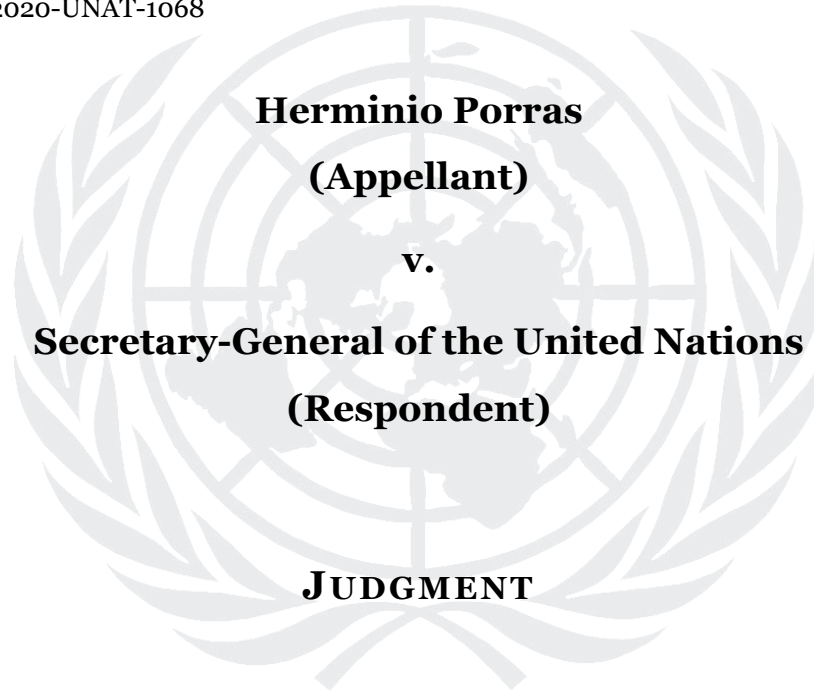 2020-UNAT-1068
Herminio Porras
(Appellant)
v.
Secretary-General of the United Nations
(Respondent)
JUDGMENT